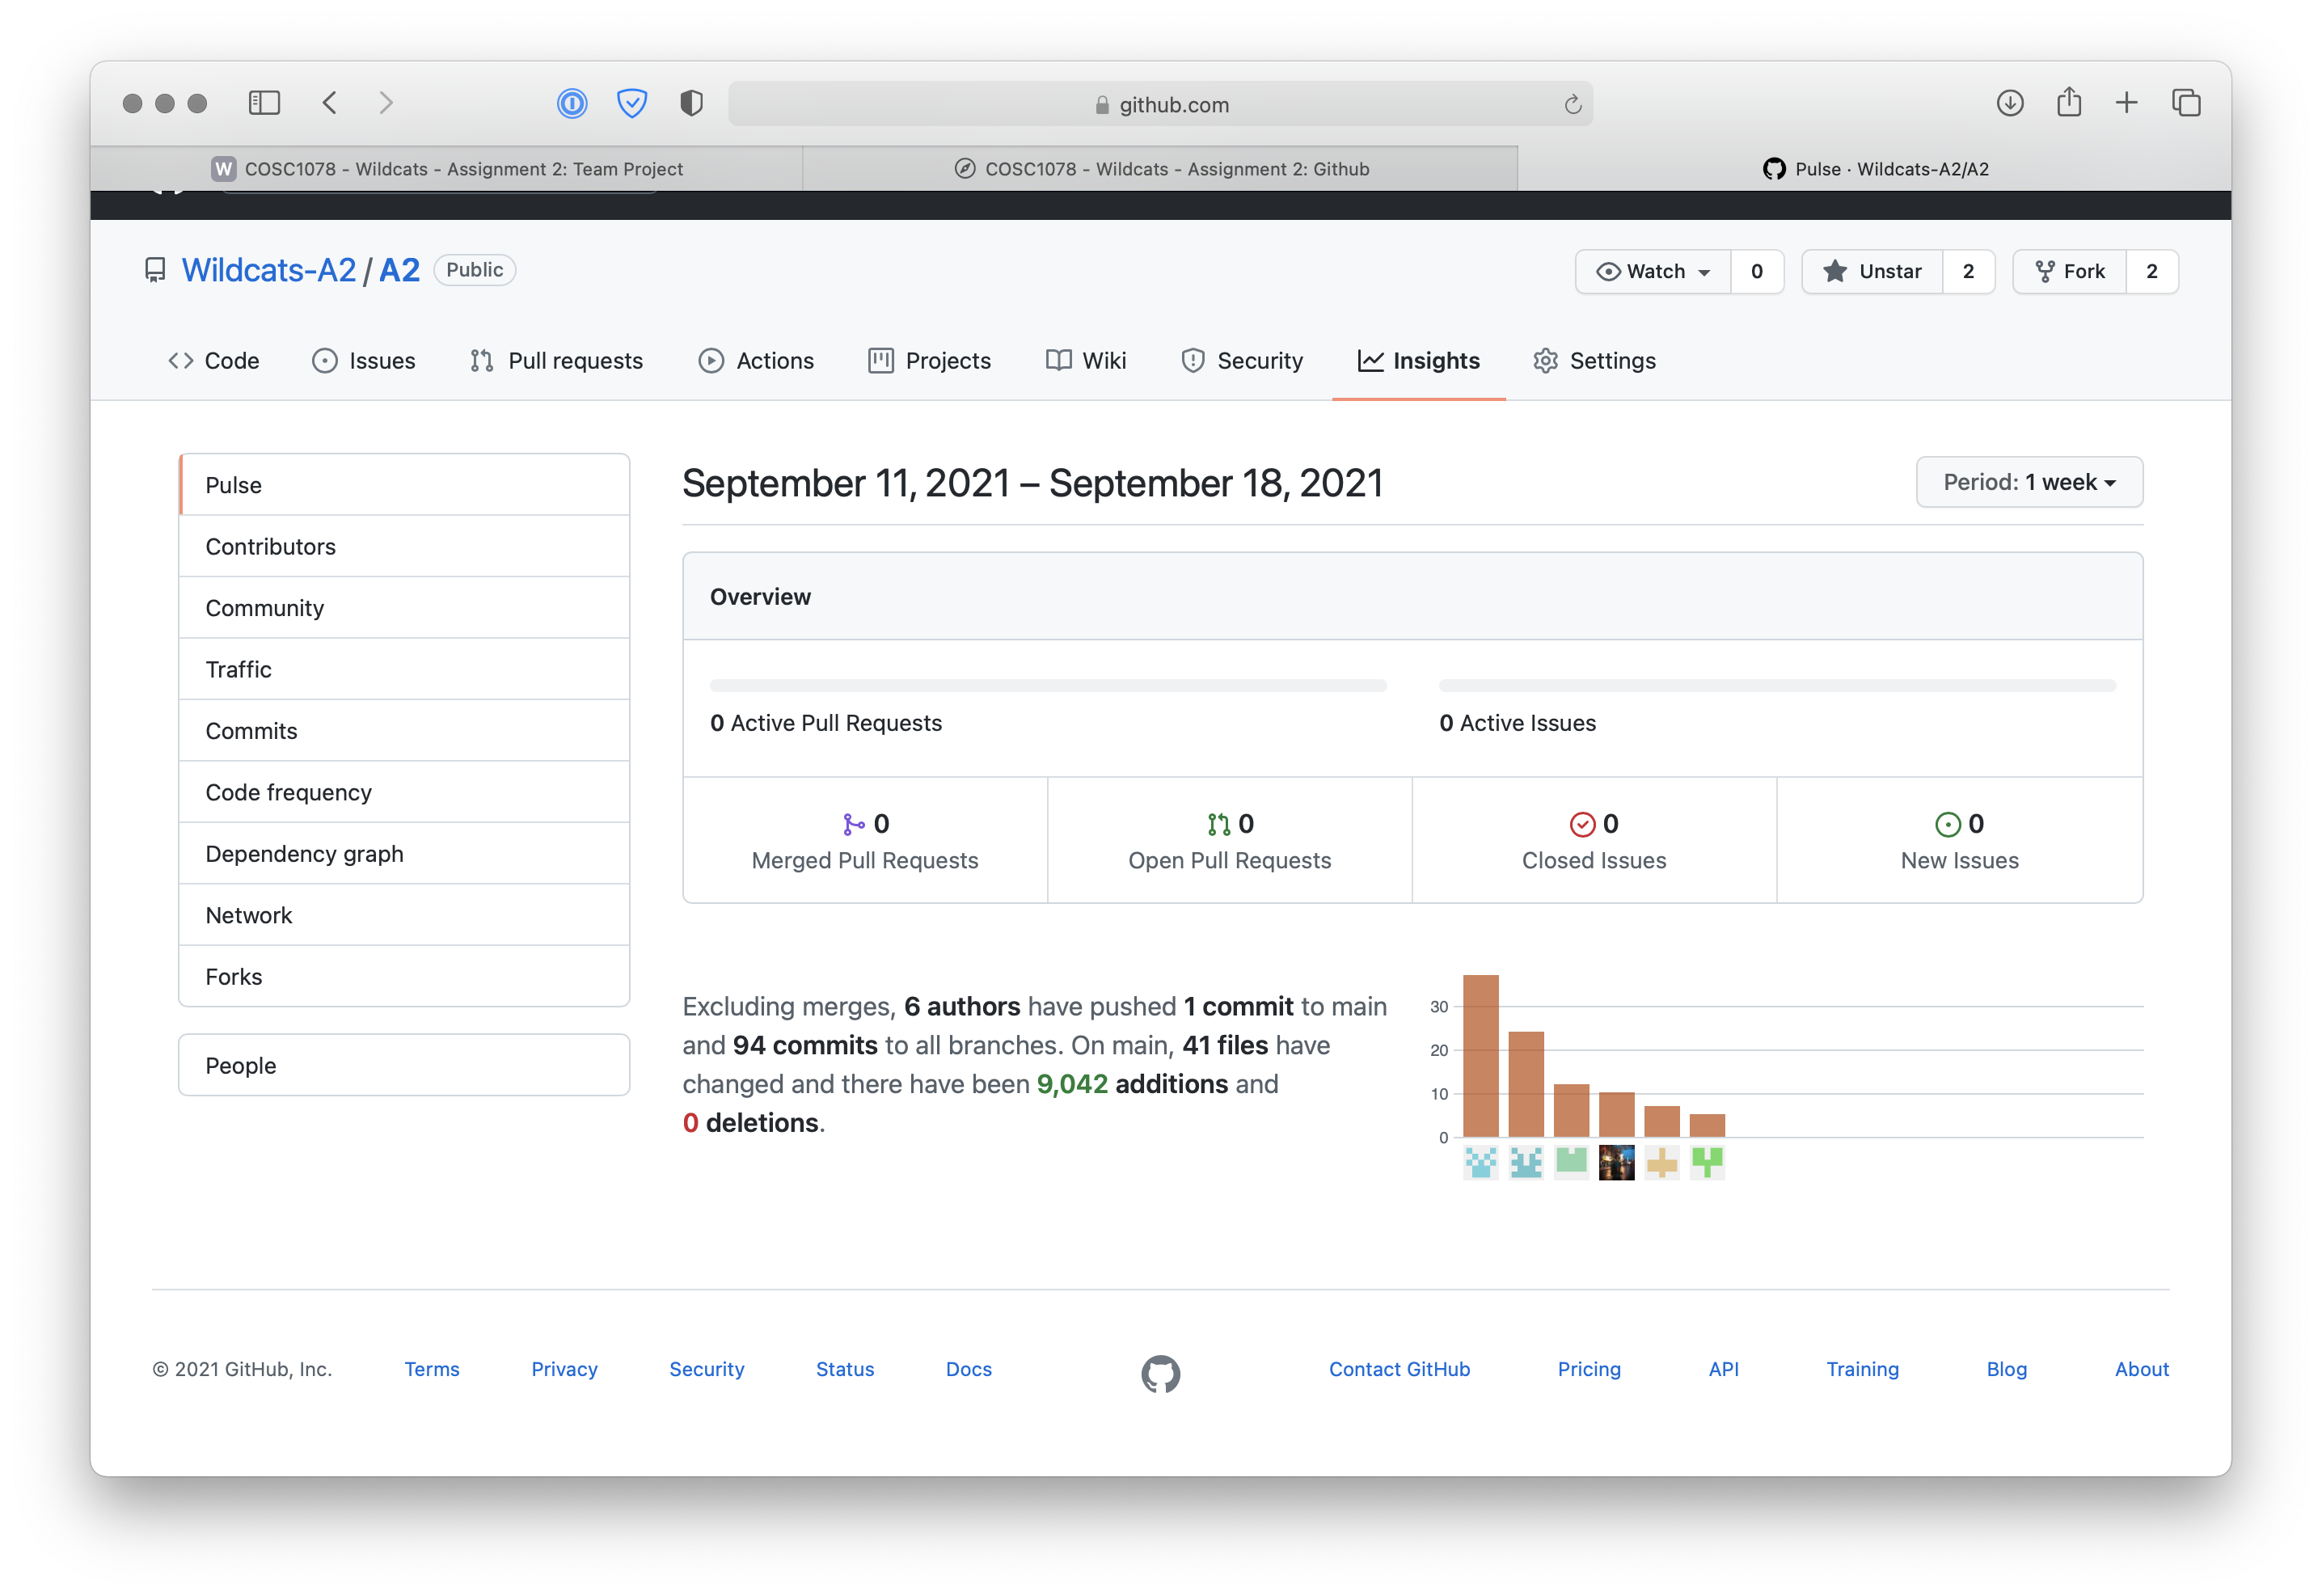 github.com
W COSC1078 - Wildcats - Assignment 2: Team Project
COSC1078 - Wildcats - Assignment 2: Github
Pulse · Wildcats-A2/A2
Wildcats-A2 / A2 Public
Watch 0
Unstar 2
Fork 2
Code
Issues
Pull requests
Actions
Projects
Wiki
Security
Insights
Settings
Pulse
Contributors
Community
Traffic
Commits
Code frequency
Dependency graph
Network
Forks
People
September 11, 2021 – September 18, 2021
Period: 1 week
Overview
0 Active Pull Requests
0 Active Issues
0
Merged Pull Requests
0
Open Pull Requests
0
Closed Issues
0
New Issues
Excluding merges, 6 authors have pushed 1 commit to main
and 94 commits to all branches. On main, 41 files have
changed and there have been 9,042 additions and
0 deletions.
30
20
10
0
© 2021 GitHub, Inc.
Terms
Privacy
Security
Status
Docs
Contact GitHub
Pricing
API
Training
Blog
About